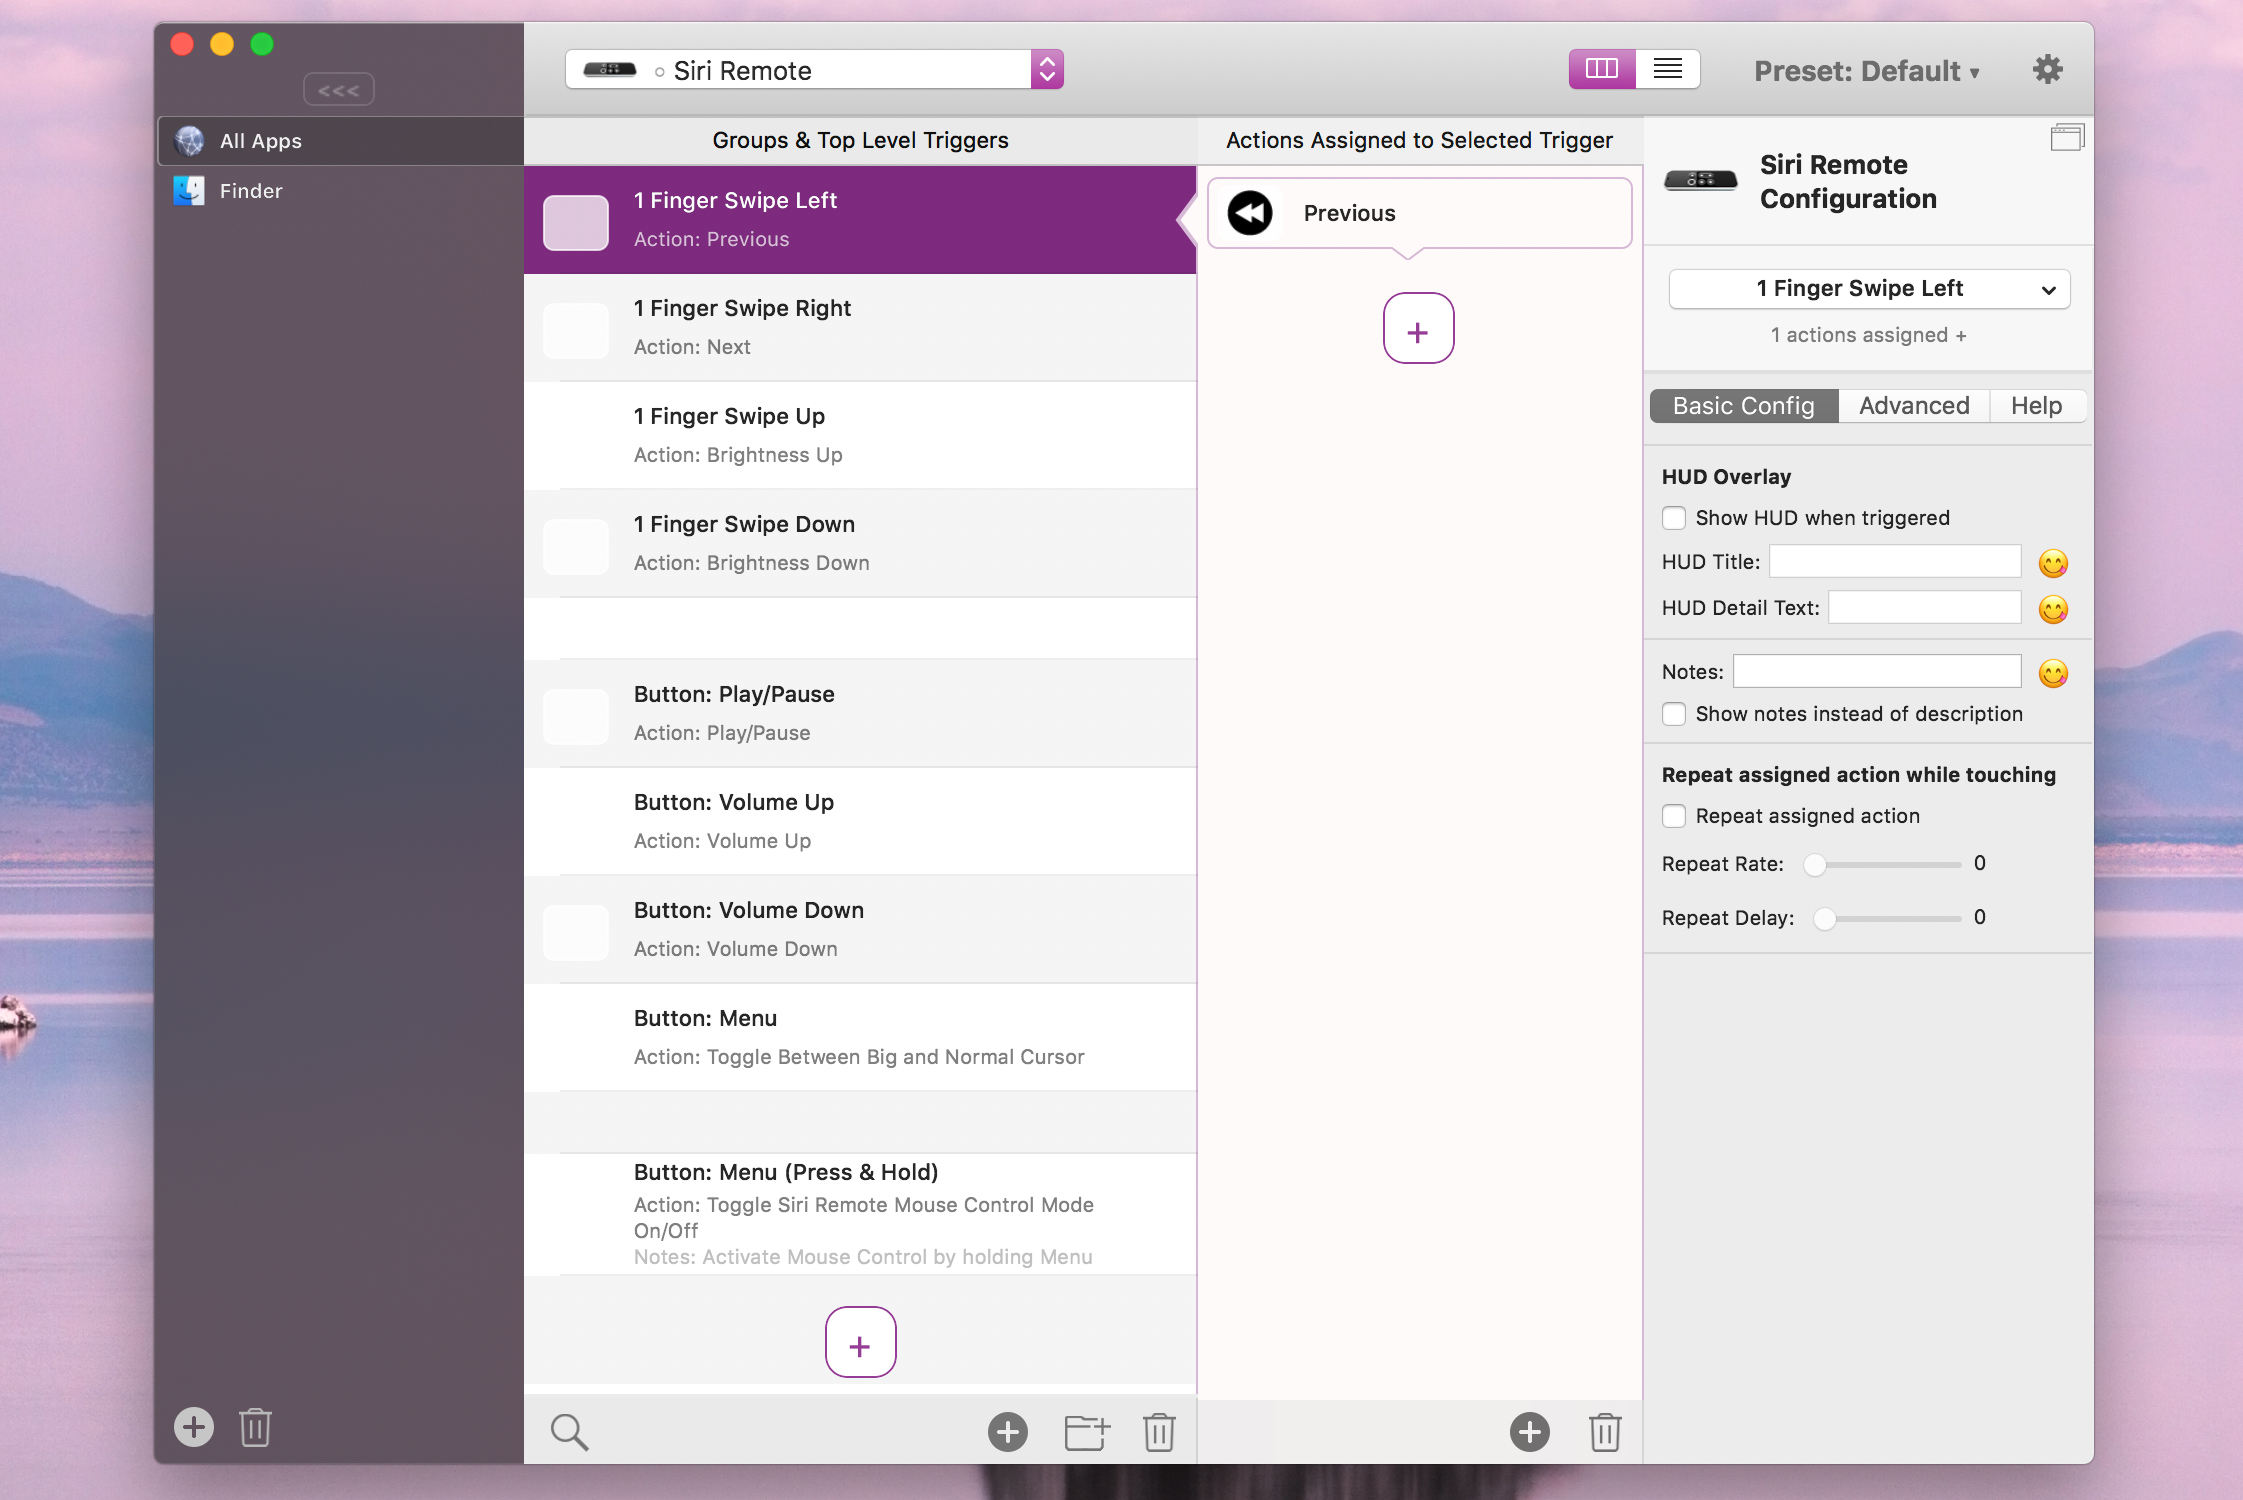 <<<
All Apps
Finder
Siri Remote
Preset: Default ▾
Groups & Top Level Triggers
1 Finger Swipe Left
Action: Previous
1 Finger Swipe Right
Action: Next
1 Finger Swipe Up
Action: Brightness Up
1 Finger Swipe Down
Action: Brightness Down
Button: Play/Pause
Action: Play/Pause
Button: Volume Up
Action: Volume Up
Button: Volume Down
Action: Volume Down
Button: Menu
Action: Toggle Between Big and Normal Cursor
Button: Menu (Press & Hold)
Action: Toggle Siri Remote Mouse Control Mode
On/Off
Notes: Activate Mouse Control by holding Menu
+
Actions Assigned to Selected Trigger
Previous
+
Siri Remote
Configuration
1 Finger Swipe Left
1 actions assigned +
Basic Config
Advanced
Help
HUD Overlay
Show HUD when triggered
HUD Title:
HUD Detail Text:
Notes:
Show notes instead of description
Repeat assigned action while touching
Repeat assigned action
Repeat Rate: 0
Repeat Delay: 0